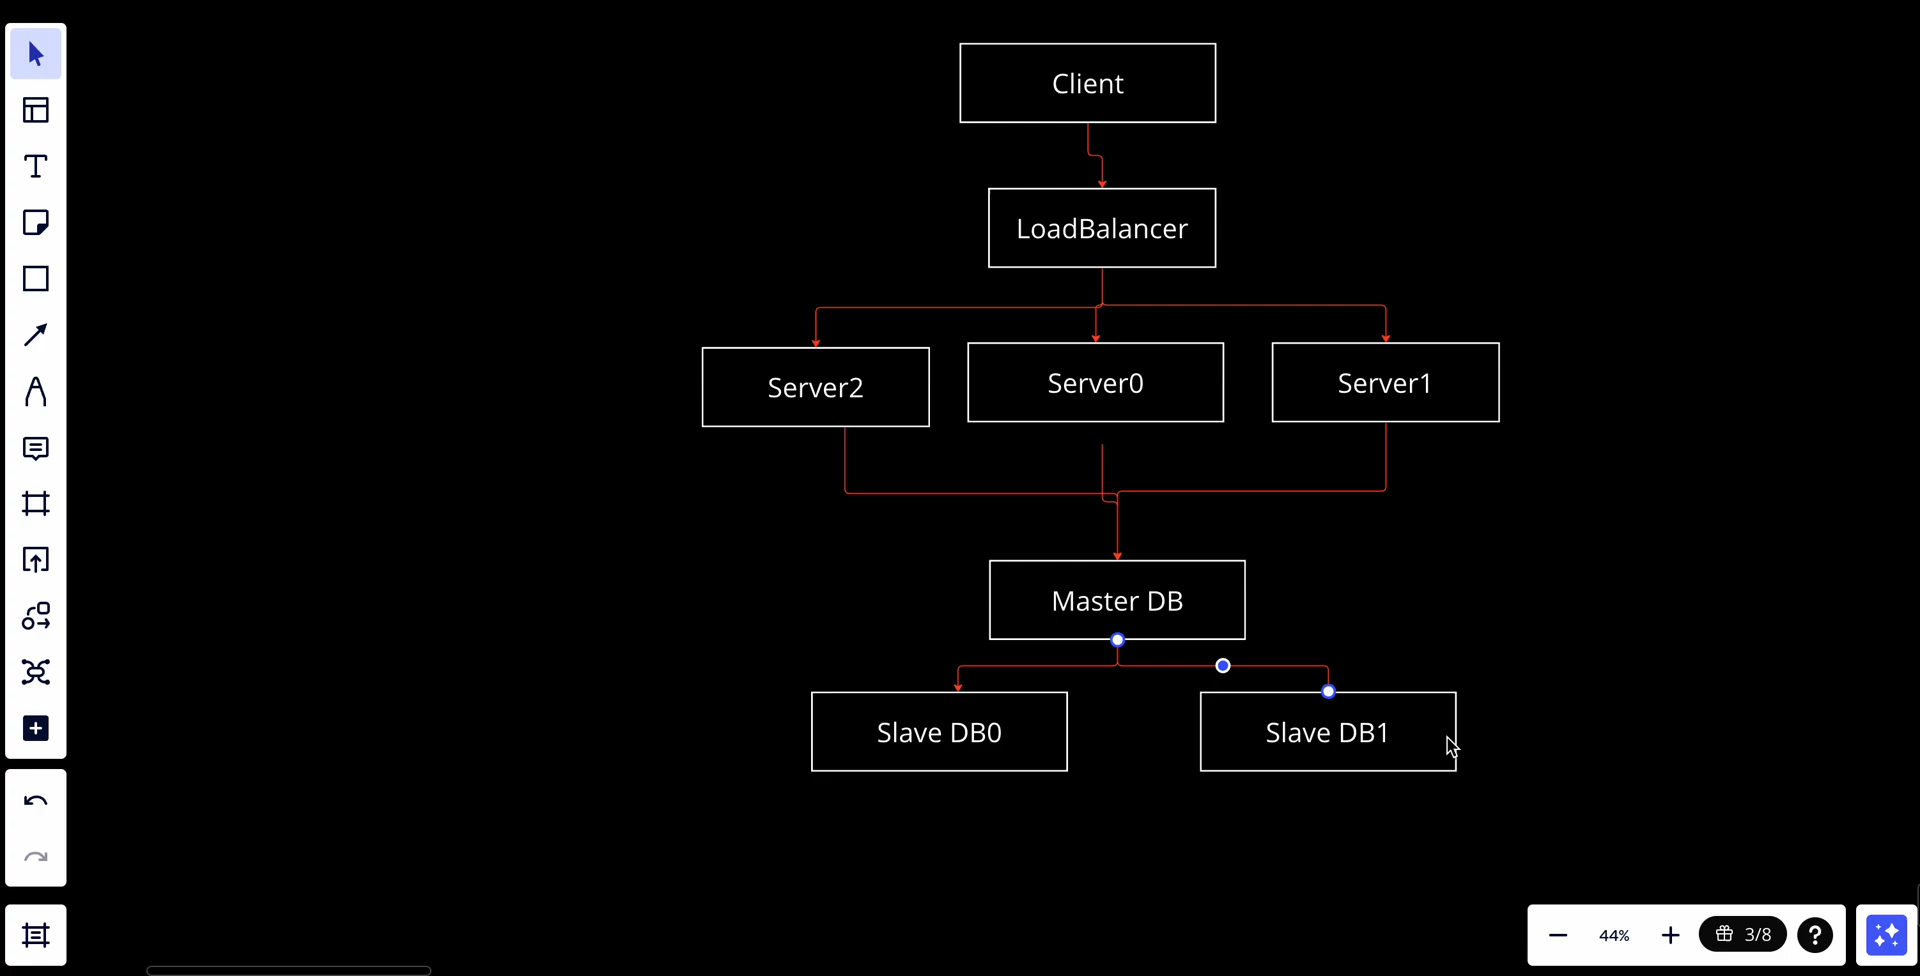 Client
LoadBalancer
Server2
Server0
Server1
Master DB
Slave DB0
Slave DB1
44%
3/8
?